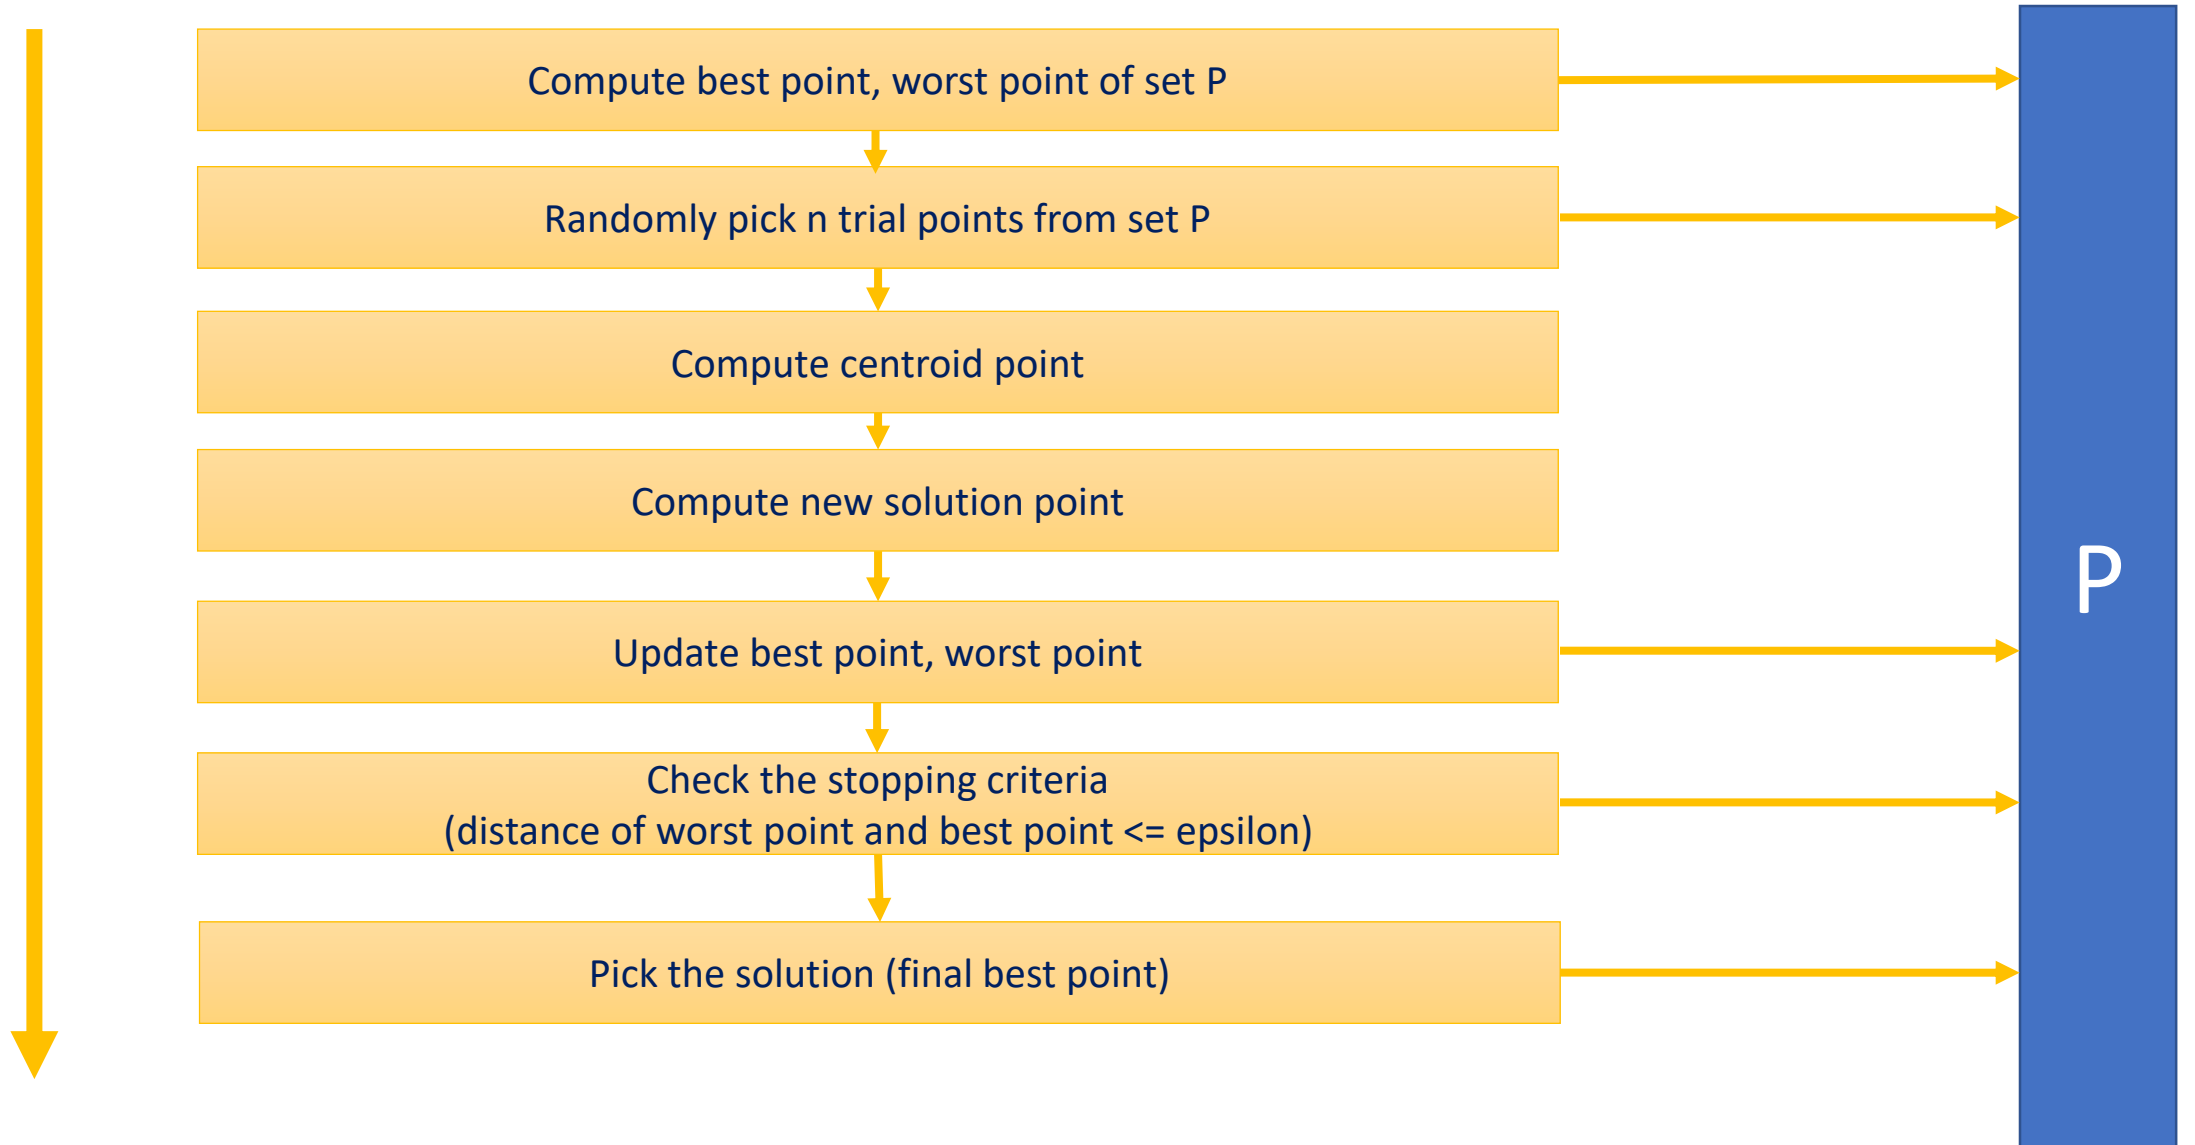 Compute best point, worst point of set P
Randomly pick n trial points from set P
Compute centroid point
Compute new solution point
Update best point, worst point
Check the stopping criteria
(distance of worst point and best point <= epsilon)
Pick the solution (final best point)
P